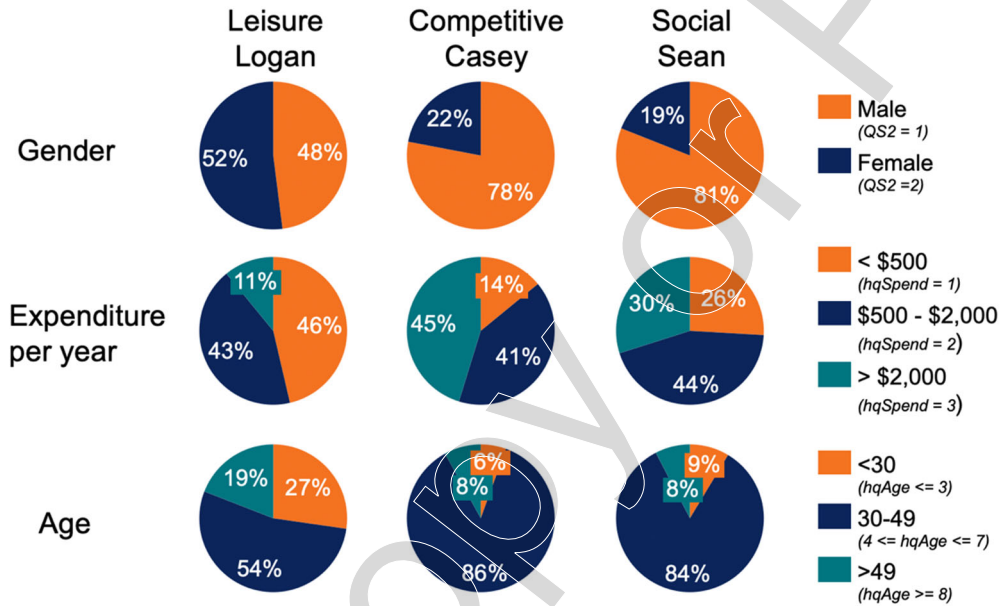 Leisure
Logan
Competitive
Casey
Social
Sean
Gender
52%
48%
22%
78%
19%
81%
Male
(QS2 = 1)
Female
(QS2 =2)
Expenditure
per year
11%
46%
43%
14%
45%
41%
30%
26%
44%
< $500
(hqSpend = 1)
$500 - $2,000
(hqSpend = 2)
> $2,000
(hqSpend = 3)
Age
19%
27%
54%
6%
8%
86%
9%
8%
84%
<30
(hqAge <= 3)
30-49
(4 <= hqAge <= 7)
>49
(hqAge >= 8)